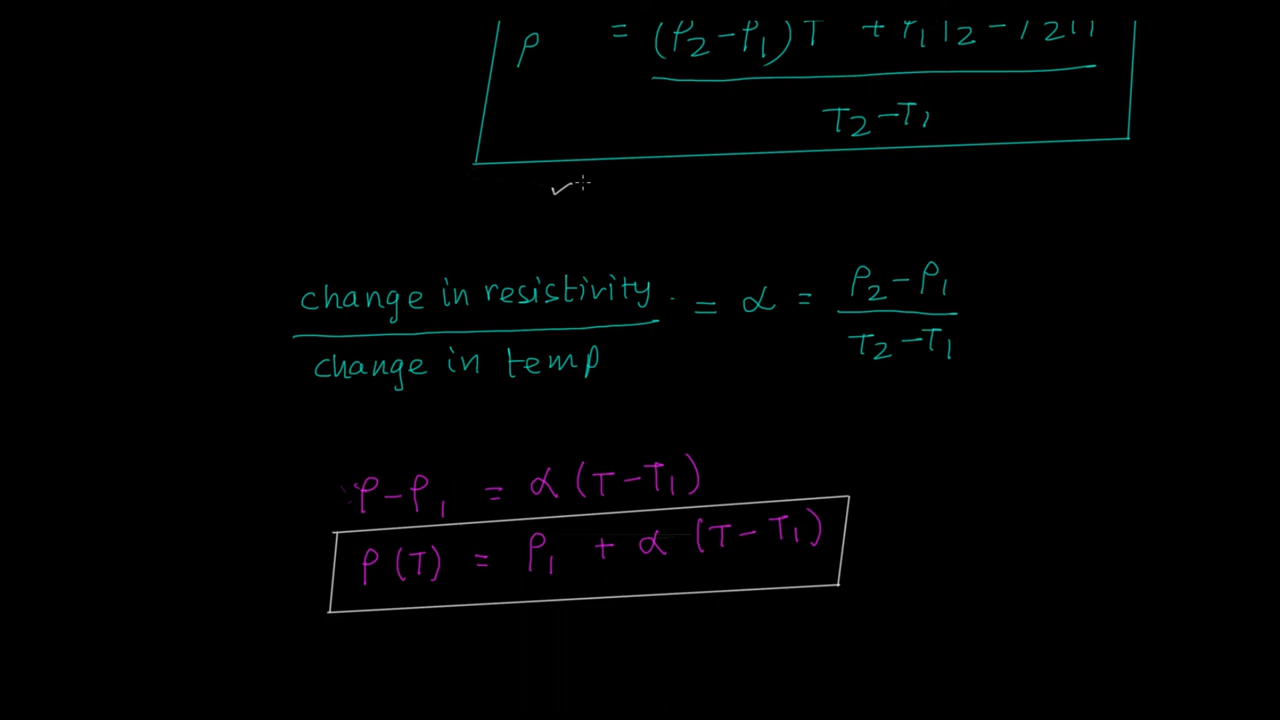 ρ = (ρ₂-ρ₁)T +
T₂-T₁
change in resistivity . = α = ρ₂-ρ₁
change in temp T₂-T₁
ρ-ρ₁ = α (T-T₁)
ρ(T) = ρ₁ + α (T-T₁)